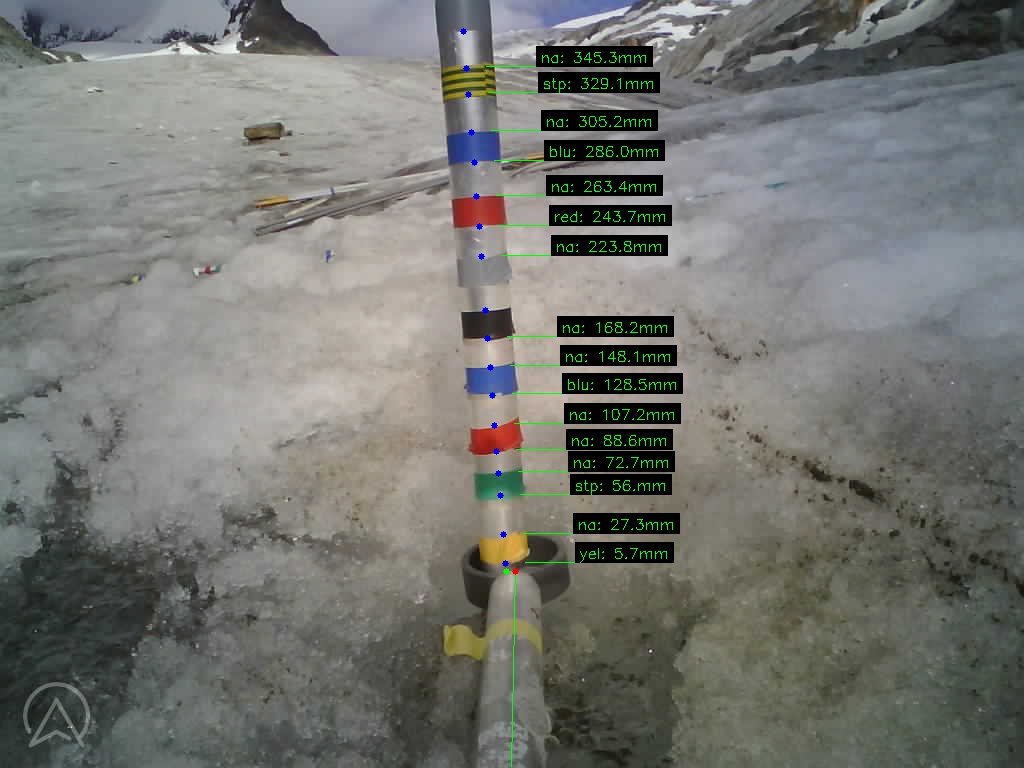 na: 345.3mm
stp: 329.1mm
na: 305.2mm
blu: 286.0mm
na: 263.4mm
red: 243.7mm
na: 223.8mm
na: 168.2mm
na: 148.1mm
blu: 128.5mm
na: 107.2mm
na: 88.6mm
na: 72.7mm
stp: 56.mm
na: 27.3mm
yel: 5.7mm